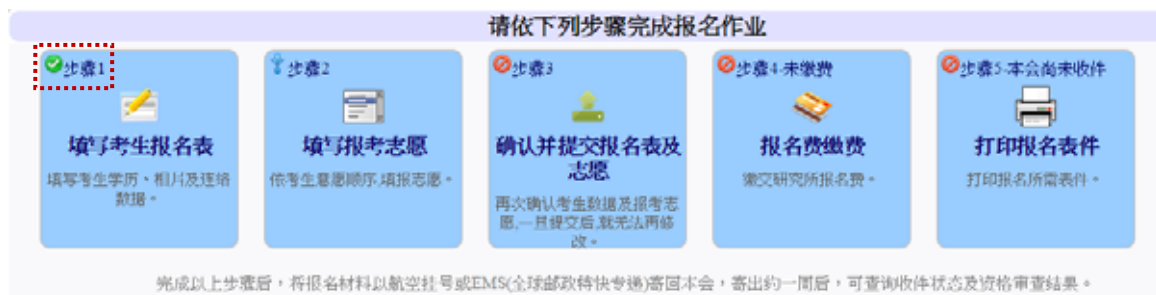 请依下列步骤完成报名作业
步骤1
填写考生报名表
填写考生学历、相片及连络
数据。
步骤2
填写报考志愿
依考生意愿顺序,填报志愿。
步骤3
确认并提交报名表及
志愿
再次确认考生数据及报考志
愿,一旦提交后,就无法再修
改。
步骤4-未缴费
报名费缴费
缴交研究所报名费。
步骤5-本会尚未收件
打印报名表件
打印报名所需表件。
完成以上步骤后,将报名材料以航空挂号或EMS(全球邮政特快专递)寄回本会,寄出约一周后,可查询收件状态及资格审查结果。